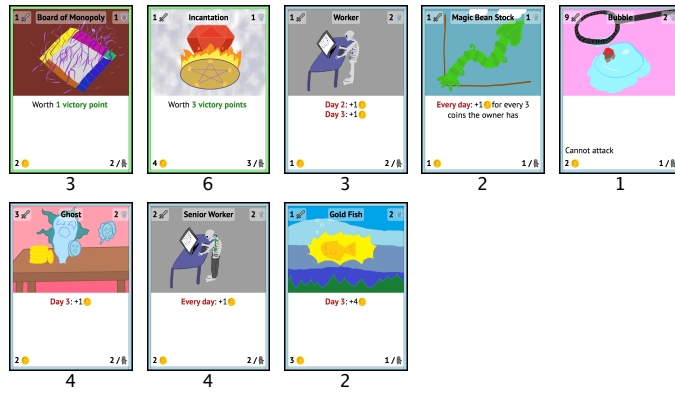 1 Board of Monopoly 1
Worth 1 victory point
2 2/
3
1 Incantation 1
Worth 3 victory points
4 3/
6
1 Worker 2
Day 2: +1
Day 3: +1
1 2/
3
1 Magic Bean Stock 2
Every day: +1 for every 3
coins the owner has
1 1/
2
9 Bubble 2
Cannot attack
2 1/
1
3 Ghost 2
Day 3: +1
2 2/
4
2 Senior Worker 2
Every day: +1
2 2/
4
1 Gold Fish 2
Day 3: +4
3 1/
2